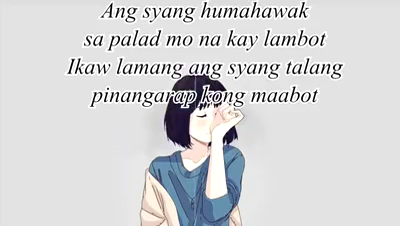 Ang syang humahawak
sa palad mo na kay lambot
Ikaw lamang ang syang talang
pinangarap kong maabot